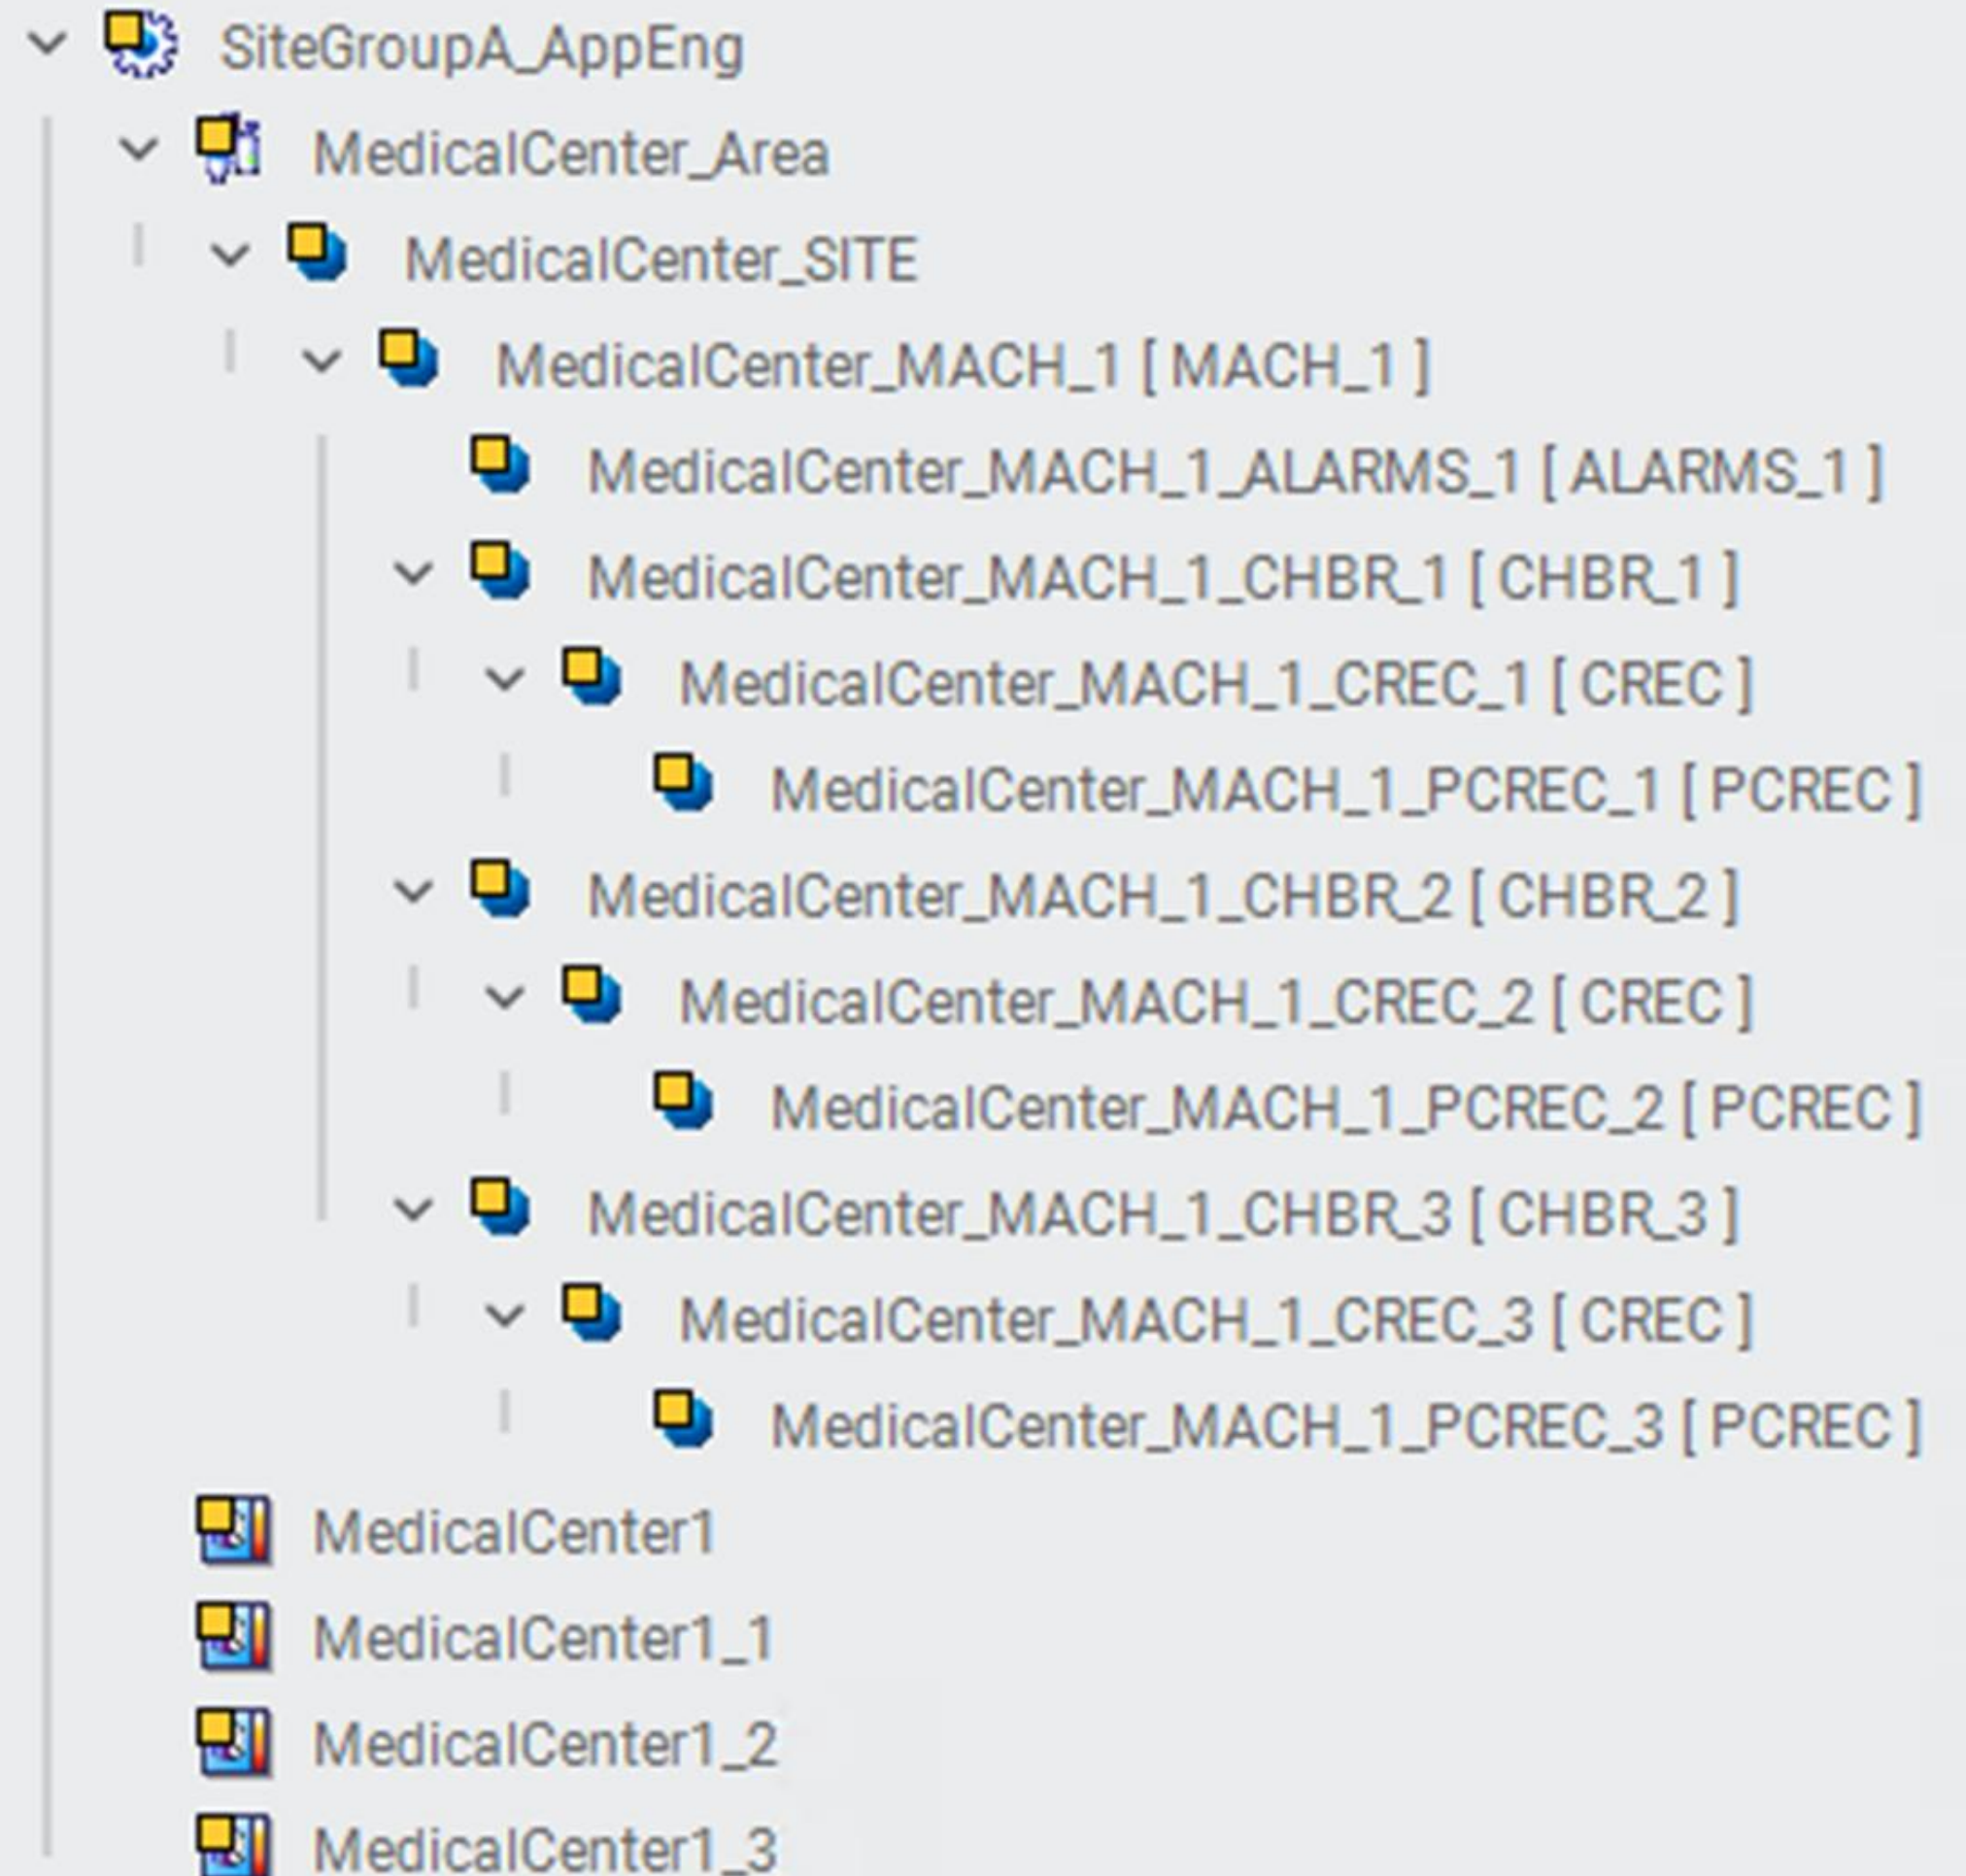 SiteGroupA_AppEng
MedicalCenter_Area
MedicalCenter_SITE
MedicalCenter_MACH_1 [ MACH_1 ]
MedicalCenter_MACH_1_ALARMS_1 [ ALARMS_1 ]
MedicalCenter_MACH_1_CHBR_1 [ CHBR_1 ]
MedicalCenter_MACH_1_CREC_1 [ CREC ]
MedicalCenter_MACH_1_PCREC_1 [ PCREC ]
MedicalCenter_MACH_1_CHBR_2 [ CHBR_2 ]
MedicalCenter_MACH_1_CREC_2 [ CREC ]
MedicalCenter_MACH_1_PCREC_2 [ PCREC ]
MedicalCenter_MACH_1_CHBR_3 [ CHBR_3 ]
MedicalCenter_MACH_1_CREC_3 [ CREC ]
MedicalCenter_MACH_1_PCREC_3 [ PCREC ]
MedicalCenter1
MedicalCenter1_1
MedicalCenter1_2
MedicalCenter1_3